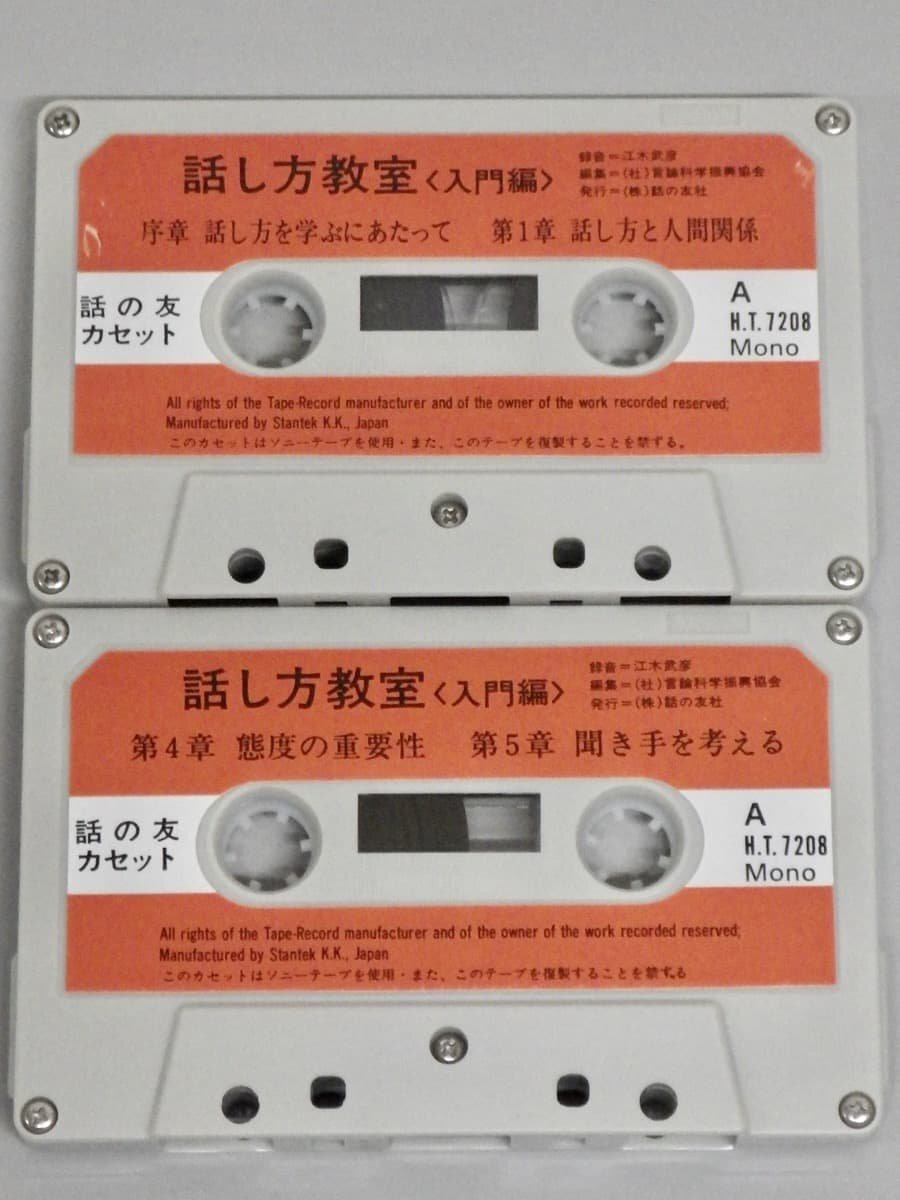 話し方教室〈入門編〉
録音=江木武彦
編集=(社)言論科学振興協会
発行=(株)話の友社
序章 話し方を学ぶにあたって 第1章 話し方と人間関係
話の友
カセット
A
H.T.7208
Mono
All rights of the Tape-Record manufacturer and of the owner of the work recorded reserved;
Manufactured by Stantek K.K., Japan
このカセットはソニーテープを使用・また、このテープを複製することを禁ずる。
話し方教室〈入門編〉
録音=江木武彦
編集=(社)言論科学振興協会
発行=(株)話の友社
第4章 態度の重要性 第5章 聞き手を考える
話の友
カセット
A
H.T.7208
Mono
All rights of the Tape-Record manufacturer and of the owner of the work recorded reserved;
Manufactured by Stantek K.K., Japan
このカセットはソニーテープを使用・また、このテープを複製することを禁ずる